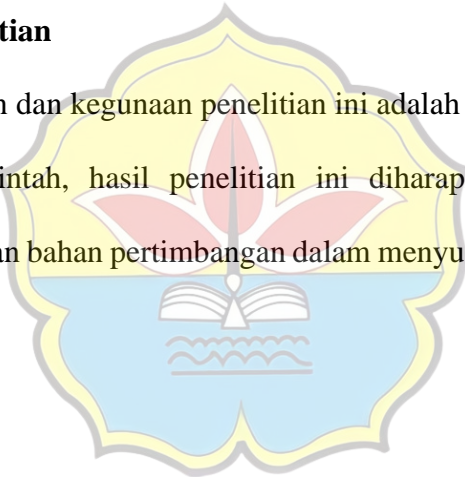 tian
n dan kegunaan penelitian ini adalah
intah, hasil penelitian ini diharap
an bahan pertimbangan dalam menyu